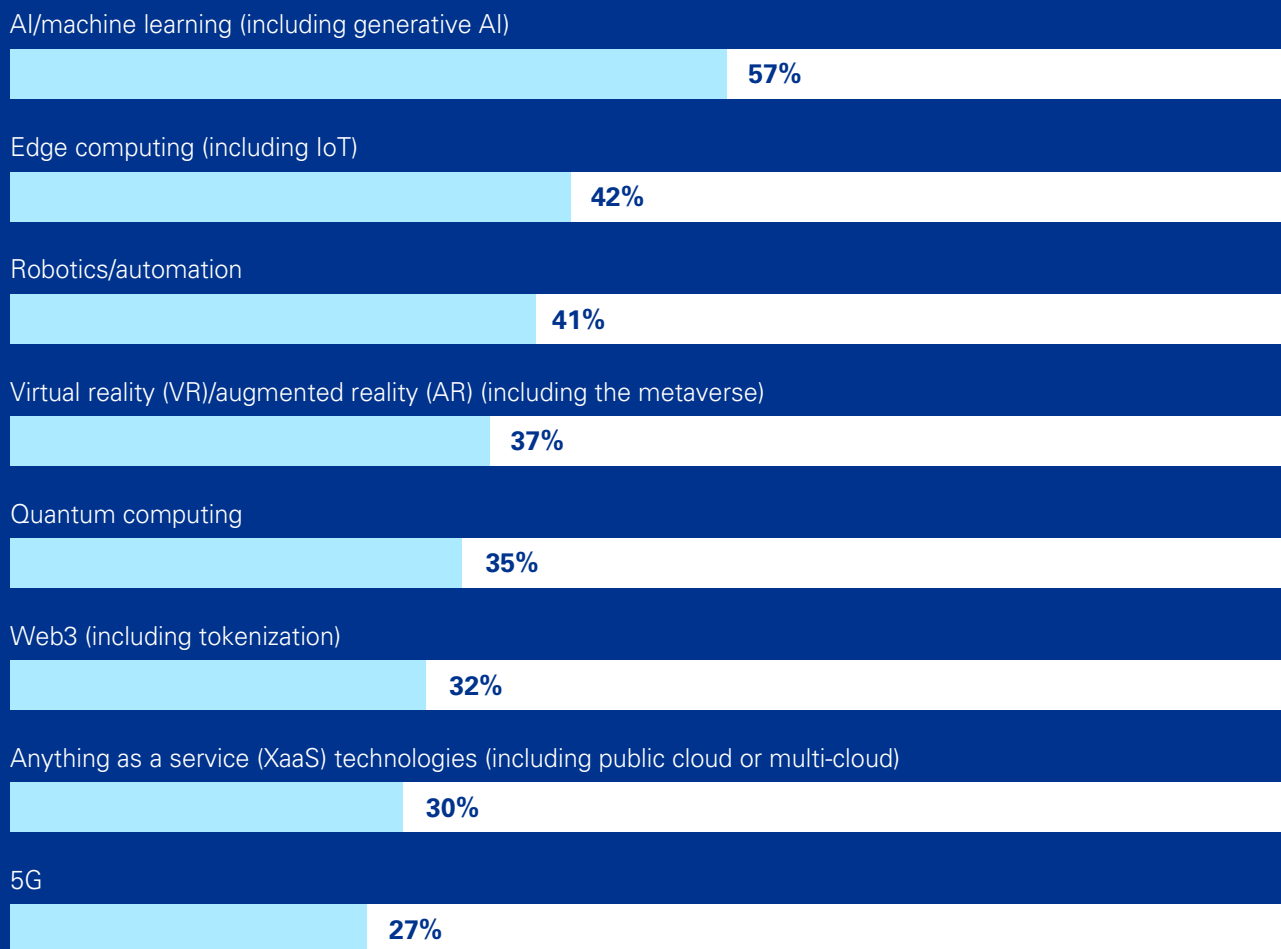 AI/machine learning (including generative AI)
57%
Edge computing (including IoT)
42%
Robotics/automation
41%
Virtual reality (VR)/augmented reality (AR) (including the metaverse)
37%
Quantum computing
35%
Web3 (including tokenization)
32%
Anything as a service (XaaS) technologies (including public cloud or multi-cloud)
30%
5G
27%